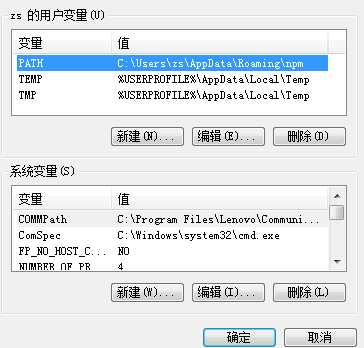 zs 的用户变量(U)
变量 值
PATH C:\Users\zs\AppData\Roaming\npm
TEMP %USERPROFILE%\AppData\Local\Temp
TMP %USERPROFILE%\AppData\Local\Temp
新建(N)... 编辑(E)... 删除(D)
系统变量(S)
变量 值
COMMPath C:\Program Files\Lenovo\Communi...
ComSpec C:\Windows\system32\cmd.exe
FP_NO_HOST_C... NO
NUMBER_OF_PR... 4
新建(W)... 编辑(I)... 删除(L)
确定 取消